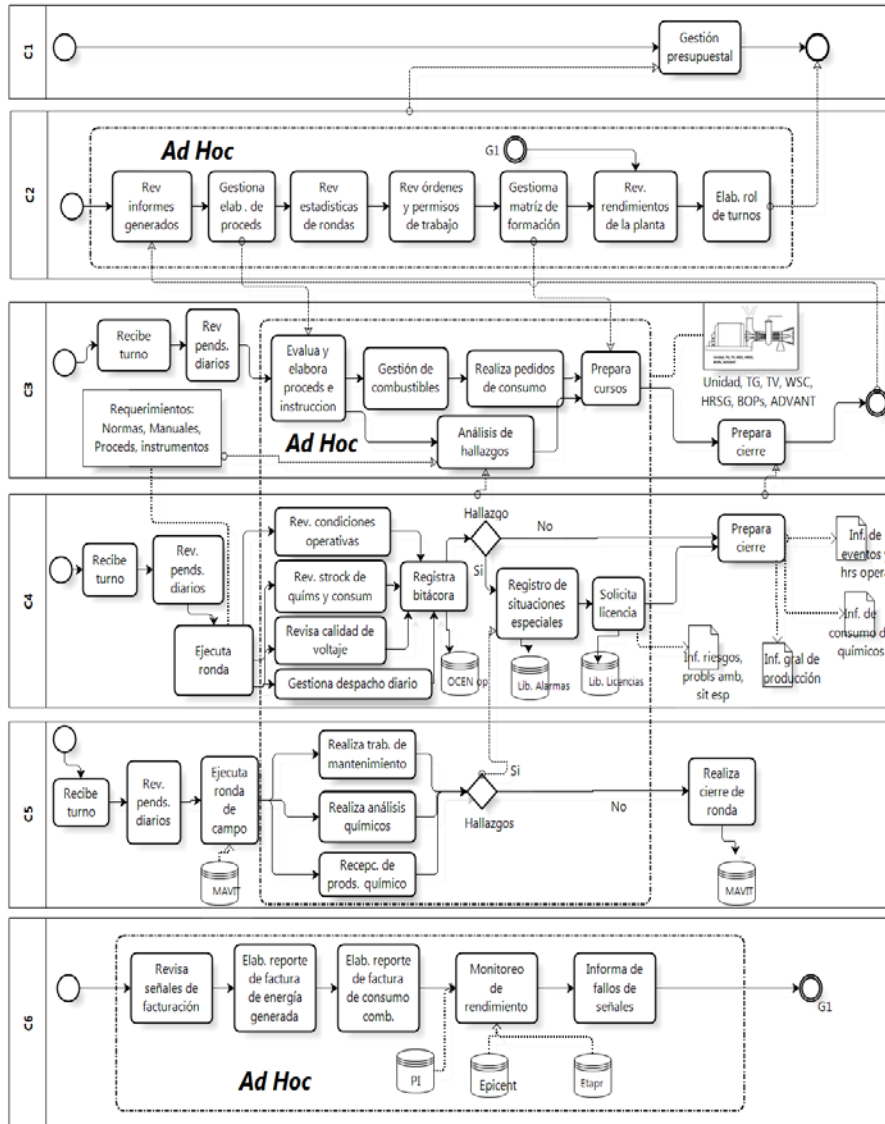 C1
Gestión
presupuestal
C2
Ad Hoc
G1
Rev
informes
generados
Gestiona
elab . de
proceds
Rev
estadisticas
de rondas
Rev órdenes
y permisos
de trabajo
Gestioma
matríz de
formación
Rev.
rendimientos
de la planta
Elab. rol
de turnos
C3
Recibe
turno
Rev
pends.
diarios
Evalua y
elabora
proceds e
instruccion
Gestión de
combustibles
Realiza pedidos
de consumo
Prepara
cursos
Unidad, TG, TV, WSC,
HRSG, BOPs, ADVANT
Requerimientos:
Normas, Manuales,
Proceds, instrumentos
Ad Hoc
Análisis de
hallazgos
Prepara
cierre
C4
Recibe
turno
Rev.
pends.
diarios
Ejecuta
ronda
Rev. condiciones
operativas
Rev. strock de
químs y consum
Revisa calidad de
voltaje
Gestiona despacho diario
Registra
bitácora
OCEN op
Hallazgo
No
Si
Registro de
situaciones
especiales
Lib. Alarmas
Solicita
licencia
Lib. Licencias
Prepara
cierre
Inf. riesgos,
probls amb,
sit esp
Inf. gral de
producción
Inf. de
eventos y
hrs opera
Inf. de
consumo d
químicos
C5
Recibe
turno
Rev.
pends.
diarios
Ejecuta
ronda de
campo
MAVIT
Realiza trab. de
mantenimiento
Realiza análisis
químicos
Recepc. de
prods. químico
Si
Hallazgos
No
Realiza
cierre de
ronda
MAVIT
C6
Revisa
señales de
facturación
Elab. reporte
de factura
de energía
generada
Elab. reporte
de factura
de consumo
comb.
Monitoreo
de
rendimiento
Informa de
fallos de
señales
G1
PI
Epicent
Etapr
Ad Hoc